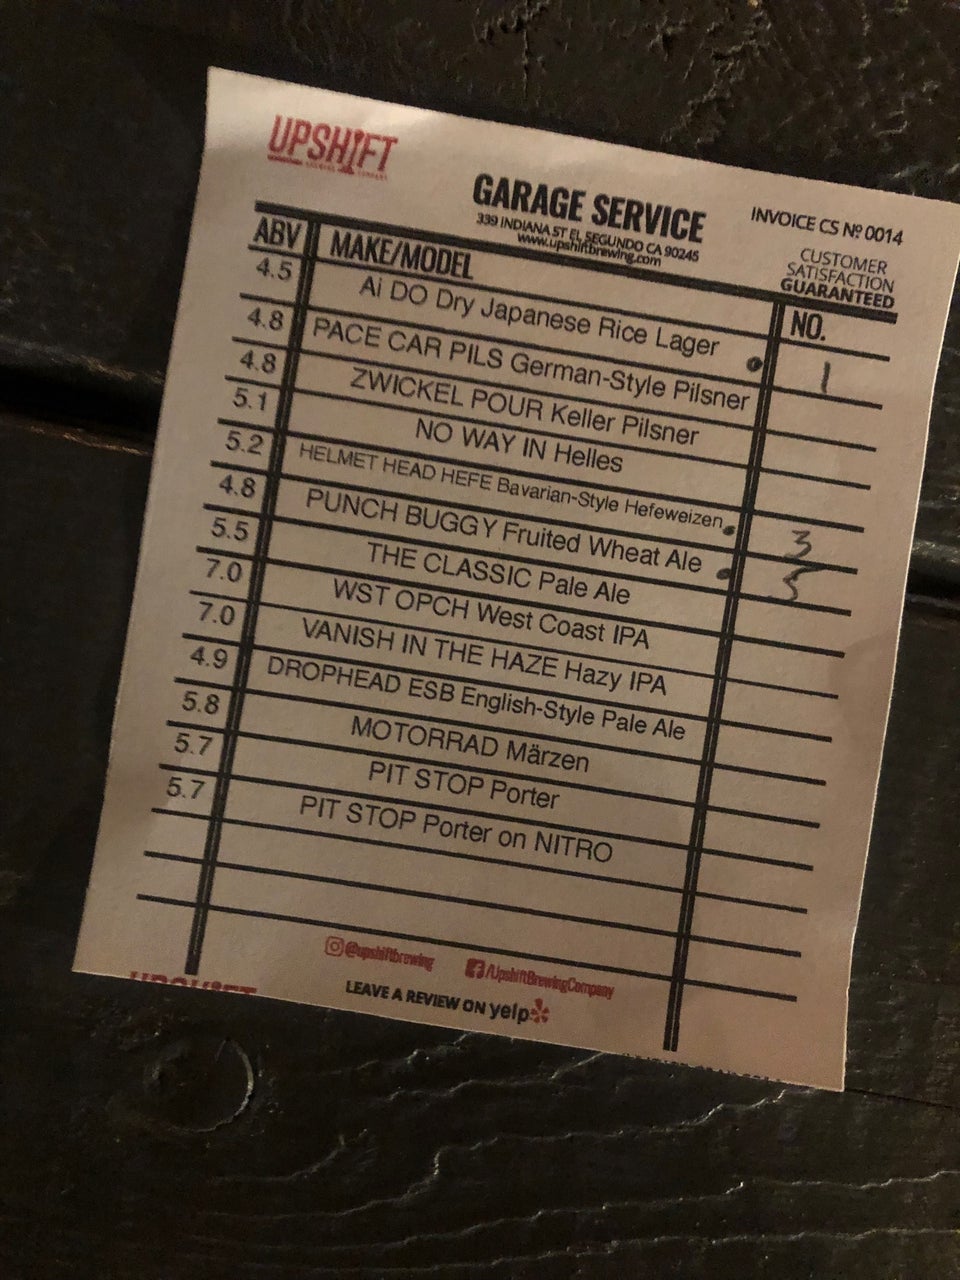 UPSHIFT
BREWING COMPANY
GARAGE SERVICE
339 INDIANA ST EL SEGUNDO CA 90245
www.upshiftbrewing.com
INVOICE CS Nº 0014
CUSTOMER
SATISFACTION
GUARANTEED
ABV MAKE/MODEL NO.
4.5 Ai DO Dry Japanese Rice Lager 1
4.8 PACE CAR PILS German-Style Pilsner
4.8 ZWICKEL POUR Keller Pilsner
5.1 NO WAY IN Helles
5.2 HELMET HEAD HEFE Bavarian-Style Hefeweizen 3
4.8 PUNCH BUGGY Fruited Wheat Ale 5
5.5 THE CLASSIC Pale Ale
7.0 WST OPCH West Coast IPA
7.0 VANISH IN THE HAZE Hazy IPA
4.9 DROPHEAD ESB English-Style Pale Ale
5.8 MOTORRAD Märzen
5.7 PIT STOP Porter
5.7 PIT STOP Porter on NITRO
@upshiftbrewing /UpshiftBrewingCompany
LEAVE A REVIEW ON yelp
UPSHIFT